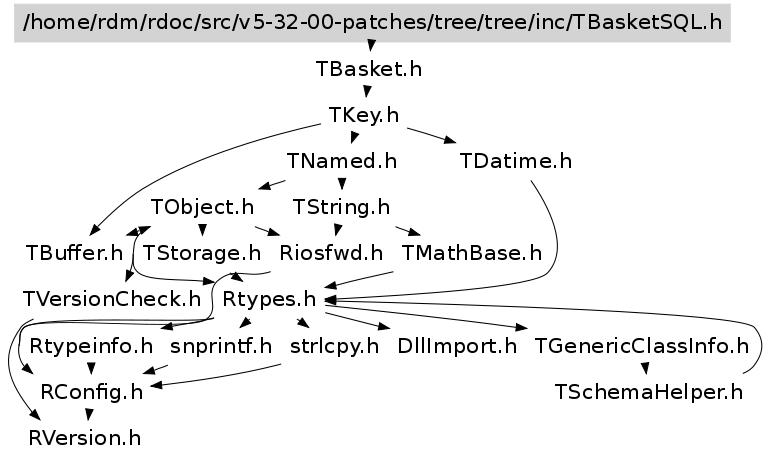 /home/rdm/rdoc/src/v5-32-00-patches/tree/tree/inc/TBasketSQL.h
TBasket.h
TKey.h
TNamed.h TDatime.h
TObject.h TString.h
TBuffer.h TStorage.h Riosfwd.h TMathBase.h
TVersionCheck.h Rtypes.h
Rtypeinfo.h snprintf.h strlcpy.h DllImport.h TGenericClassInfo.h
RConfig.h TSchemaHelper.h
RVersion.h